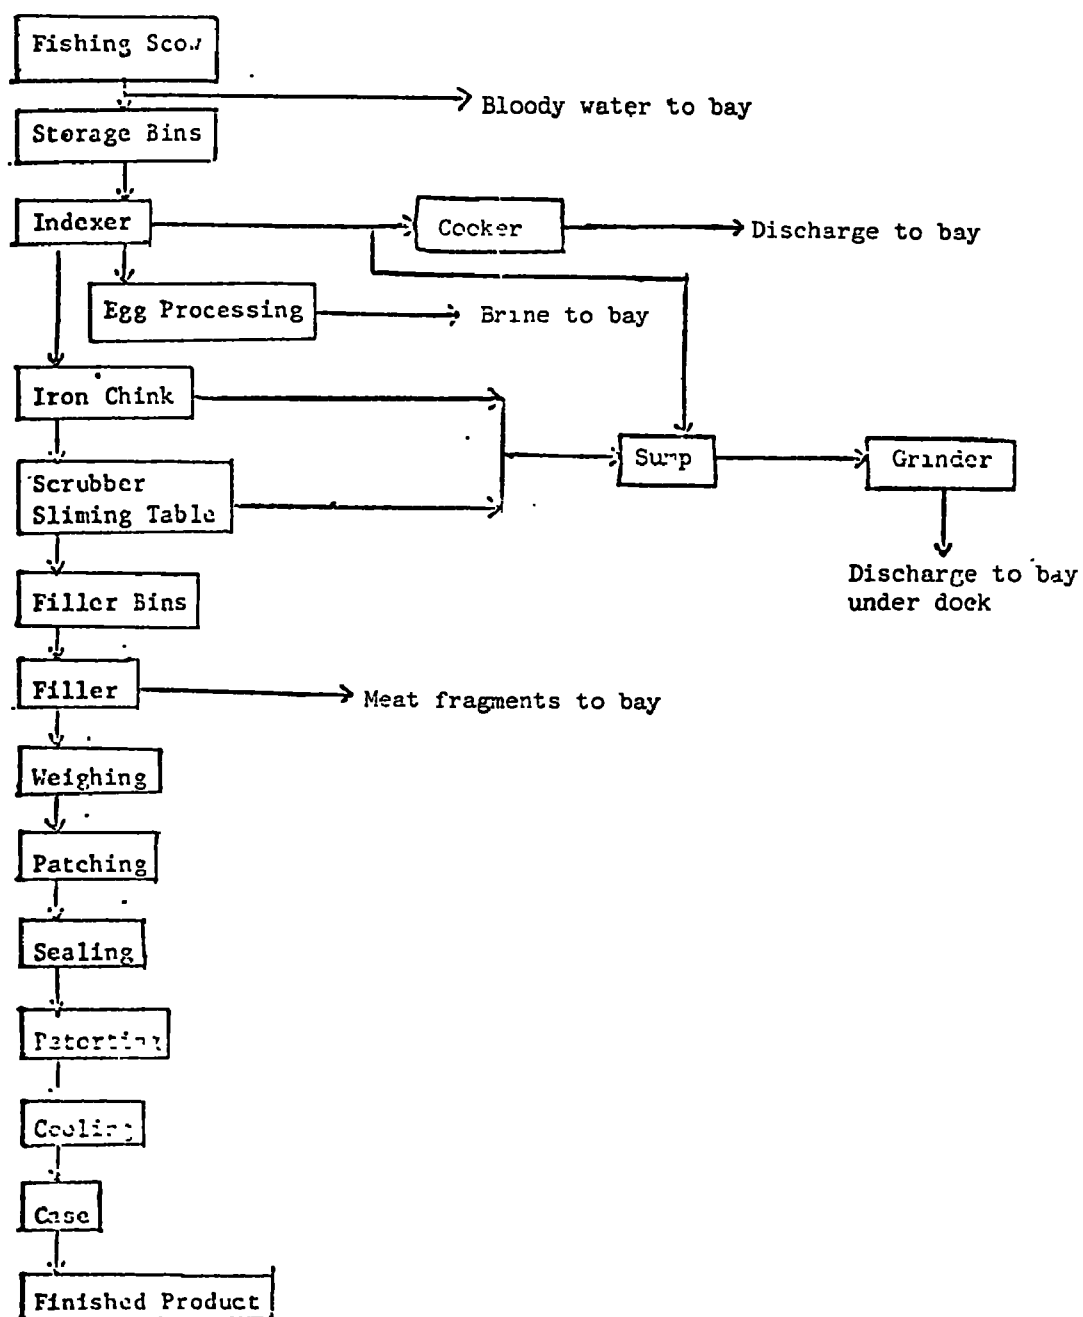 Fishing Scow
Bloody water to bay
Storage Bins
Indexer
Cooker
Discharge to bay
Egg Processing
Brine to bay
Iron Chink
Sump
Grinder
Scrubber
Sliming Table
Discharge to bay
under dock
Filler Bins
Filler
Meat fragments to bay
Weighing
Patching
Sealing
Retorting
Cooling
Case
Finished Product